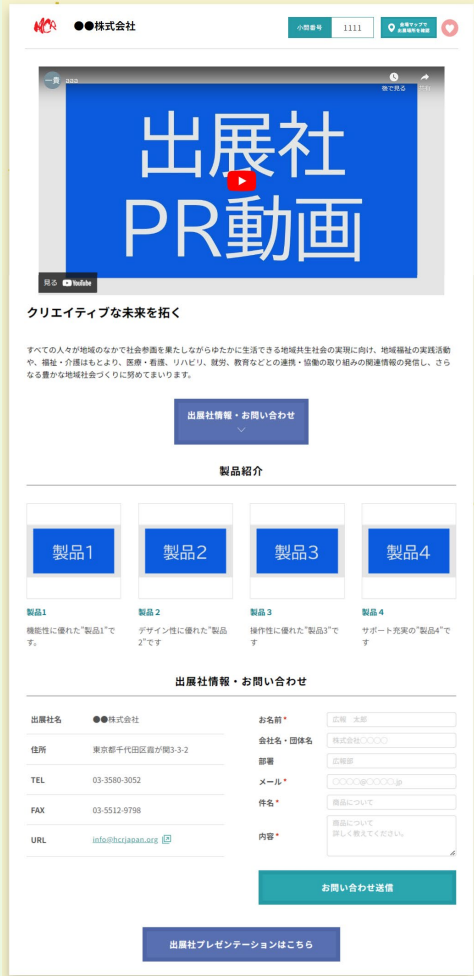 ●●株式会社
小間番号 1111
会場マップで
出展場所を確認
一貴 aaa
後で見る 共有
出展社
PR動画
見る YouTube
クリエイティブな未来を拓く
すべての人々が地域のなかで社会参画を果たしながらゆたかに生活できる地域共生社会の実現に向け、地域福祉の実践活動
や、福祉・介護はもとより、医療・看護、リハビリ、就労、教育などとの連携・協働の取り組みの関連情報の発信し、さら
なる豊かな地域社会づくりに努めてまいります。
出展社情報・お問い合わせ
製品紹介
製品1 製品2 製品3 製品4
製品1 製品2 製品3 製品4
機能性に優れた"製品1"で
す。
デザイン性に優れた"製品
2"です
操作性に優れた"製品3"で
す
サポート充実の"製品4"で
す
出展社情報・お問い合わせ
出展社名 ●●株式会社
住所 東京都千代田区霞が関3-3-2
TEL 03-3580-3052
FAX 03-5512-9798
URL info@hcrjapan.org
お名前* 広報 太郎
会社名・団体名 株式会社〇〇〇〇
部署 広報部
メール* 〇〇〇〇@〇〇〇〇.jp
件名* 商品について
内容* 商品について
詳しく教えてください。
お問い合わせ送信
出展社プレゼンテーションはこちら